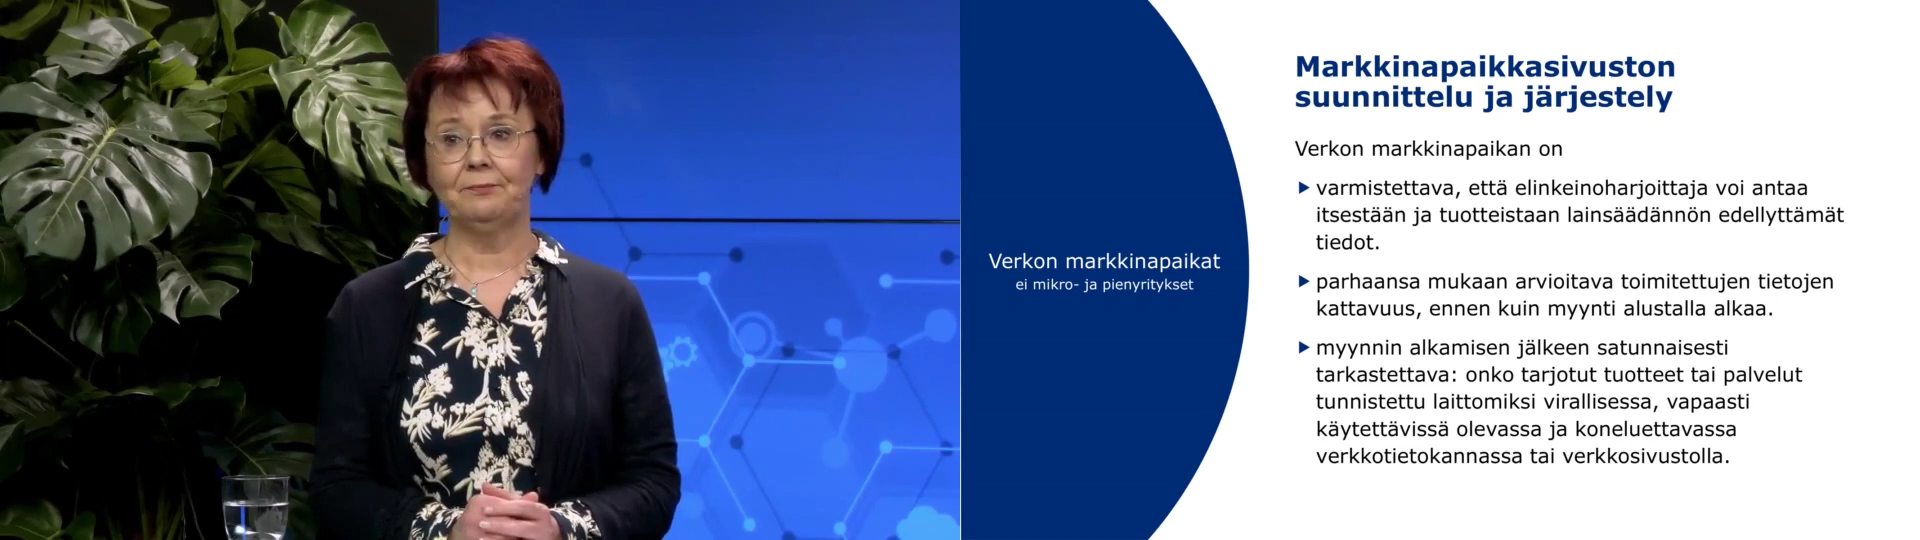 Verkon markkinapaikat
ei mikro- ja pienyritykset
Markkinapaikkasivuston
suunnittelu ja järjestely
Verkon markkinapaikan on
varmistettava, että elinkeinoharjoittaja voi antaa
itsestään ja tuotteistaan lainsäädännön edellyttämät
tiedot.
parhaansa mukaan arvioitava toimitettujen tietojen
kattavuus, ennen kuin myynti alustalla alkaa.
myynnin alkamisen jälkeen satunnaisesti
tarkastettava: onko tarjotut tuotteet tai palvelut
tunnistettu laittomiksi virallisessa, vapaasti
käytettävissä olevassa ja koneluettavassa
verkkotietokannassa tai verkkosivustolla.